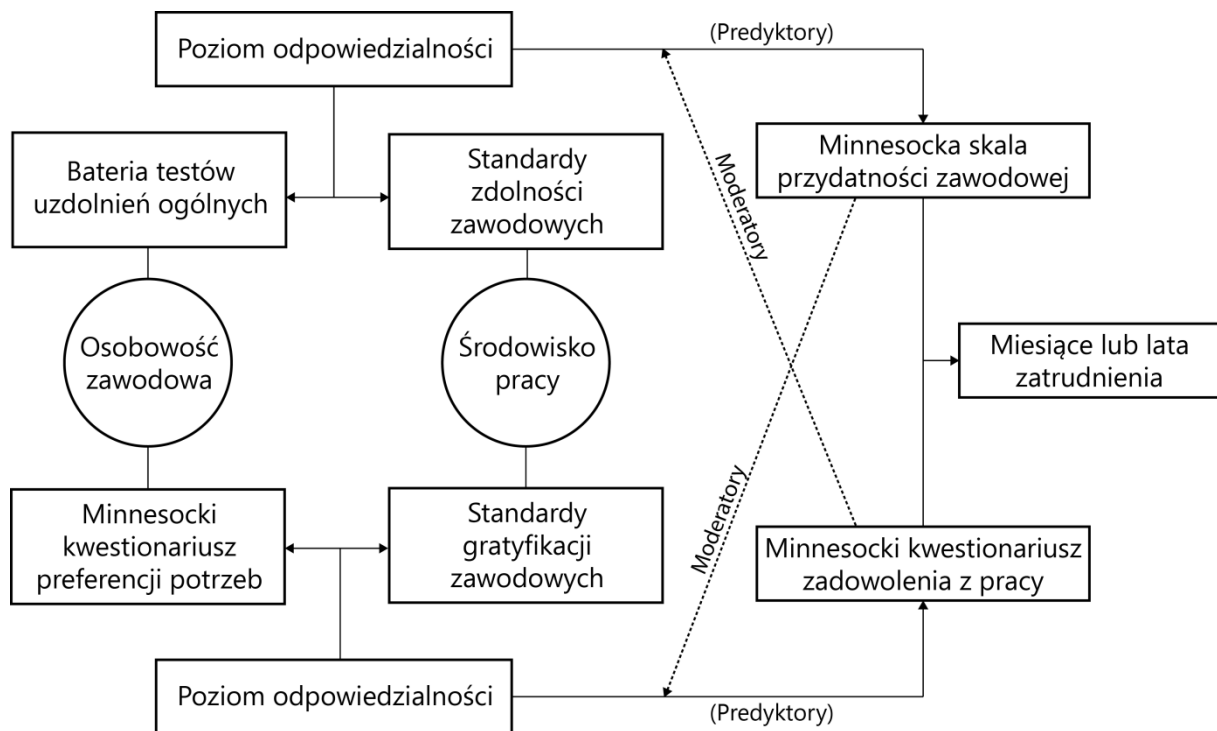 Poziom odpowiedzialności
(Predyktory)
Bateria testów
uzdolnień ogólnych
Standardy
zdolności
zawodowych
Minnesocka skala
przydatności zawodowej
Moderatory
Osobowość
zawodowa
Środowisko
pracy
Miesiące lub lata
zatrudnienia
Moderatory
Minnesocki
kwestionariusz
preferencji potrzeb
Standardy
gratyfikacji
zawodowych
Minnesocki kwestionariusz
zadowolenia z pracy
Poziom odpowiedzialności
(Predyktory)